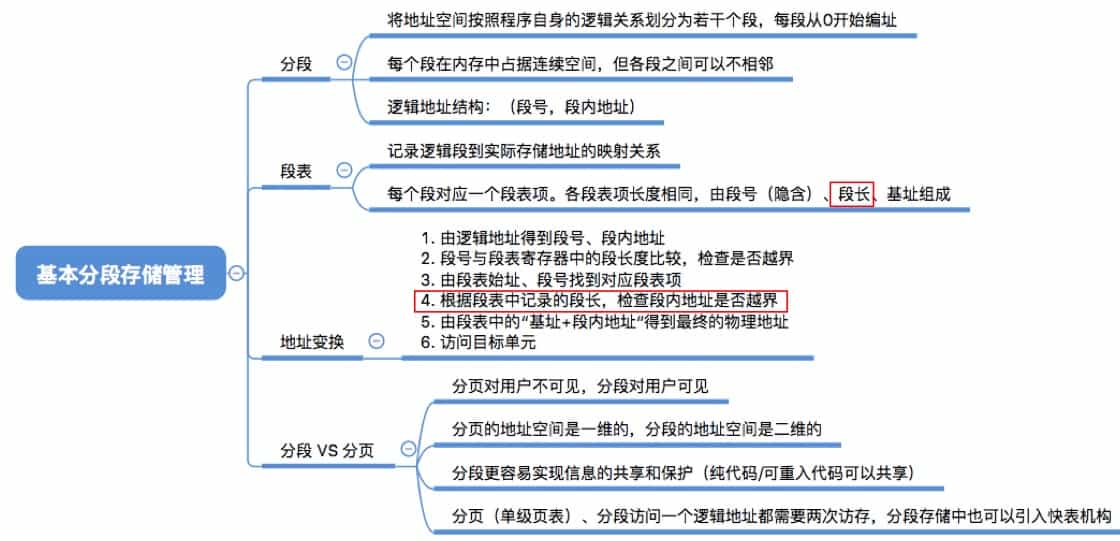 将地址空间按照程序自身的逻辑关系划分为若干个段，每段从0开始编址
分段
每个段在内存中占据连续空间，但各段之间可以不相邻
逻辑地址结构：（段号，段内地址）
记录逻辑段到实际存储地址的映射关系
段表
每个段对应一个段表项。各段表项长度相同，由段号（隐含）、段长、基址组成
基本分段存储管理
1. 由逻辑地址得到段号、段内地址
2. 段号与段表寄存器中的段长度比较，检查是否越界
3. 由段表始址、段号找到对应段表项
4. 根据段表中记录的段长，检查段内地址是否越界
5. 由段表中的“基址+段内地址”得到最终的物理地址
6. 访问目标单元
地址变换
分页对用户不可见，分段对用户可见
分页的地址空间是一维的，分段的地址空间是二维的
分段 VS 分页
分段更容易实现信息的共享和保护（纯代码/可重入代码可以共享）
分页（单级页表）、分段访问一个逻辑地址都需要两次访存，分段存储中也可以引入快表机构